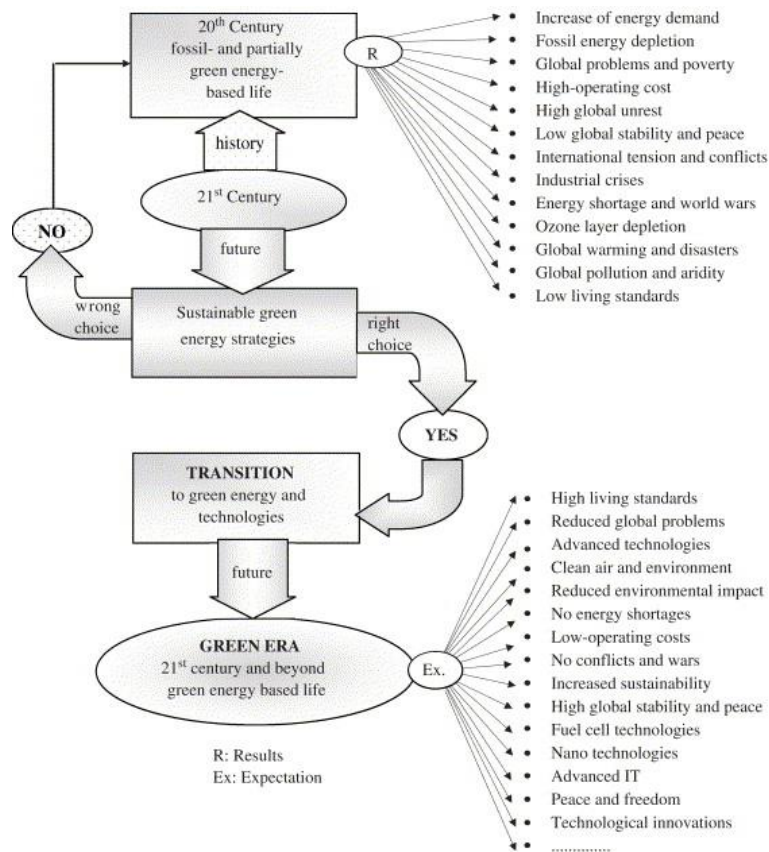 20th Century
fossil- and partially
green energy-
based life
R
• Increase of energy demand
• Fossil energy depletion
• Global problems and poverty
• High-operating cost
• High global unrest
• Low global stability and peace
• International tension and conflicts
• Industrial crises
• Energy shortage and world wars
• Ozone layer depletion
• Global warming and disasters
• Global pollution and aridity
• Low living standards
history
21st Century
NO
future
wrong
choice
Sustainable green
energy strategies
right
choice
YES
TRANSITION
to green energy and
technologies
future
GREEN ERA
21st century and beyond
green energy based life
Ex.
• High living standards
• Reduced global problems
• Advanced technologies
• Clean air and environment
• Reduced environmental impact
• No energy shortages
• Low-operating costs
• No conflicts and wars
• Increased sustainability
• High global stability and peace
• Fuel cell technologies
• Nano technologies
• Advanced IT
• Peace and freedom
• Technological innovations
• .............
R: Results
Ex: Expectation